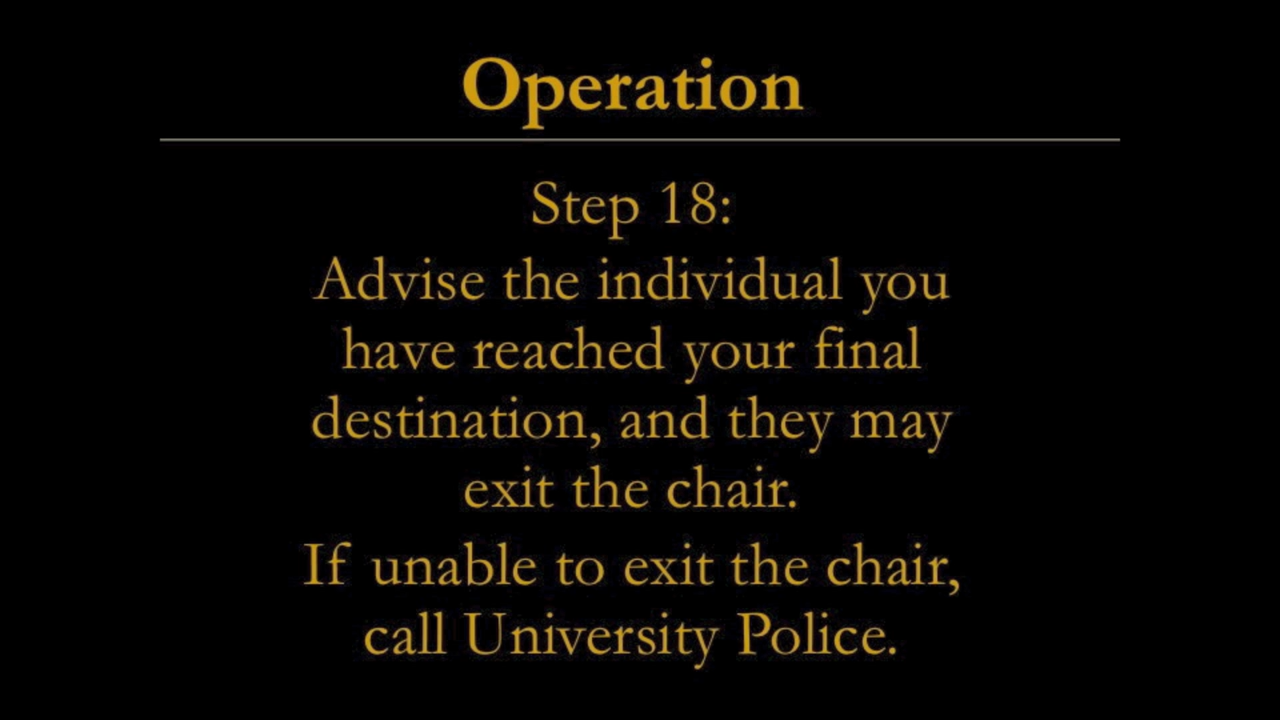 Operation
Step 18:
Advise the individual you
have reached your final
destination, and they may
exit the chair.
If unable to exit the chair,
call University Police.